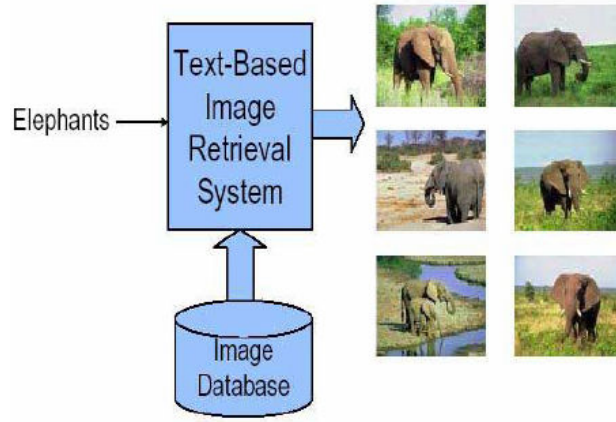 Elephants
Text-Based
Image
Retrieval
System
Image
Database